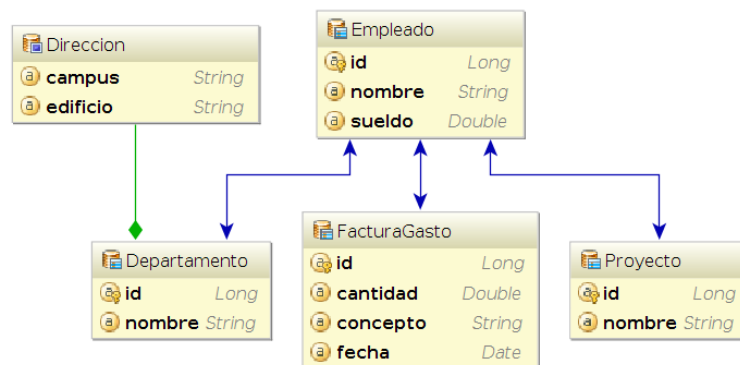 Direccion
campus String
edificio String
Empleado
id Long
nombre String
sueldo Double
Departamento
id Long
nombre String
FacturaGasto
id Long
cantidad Double
concepto String
fecha Date
Proyecto
id Long
nombre String